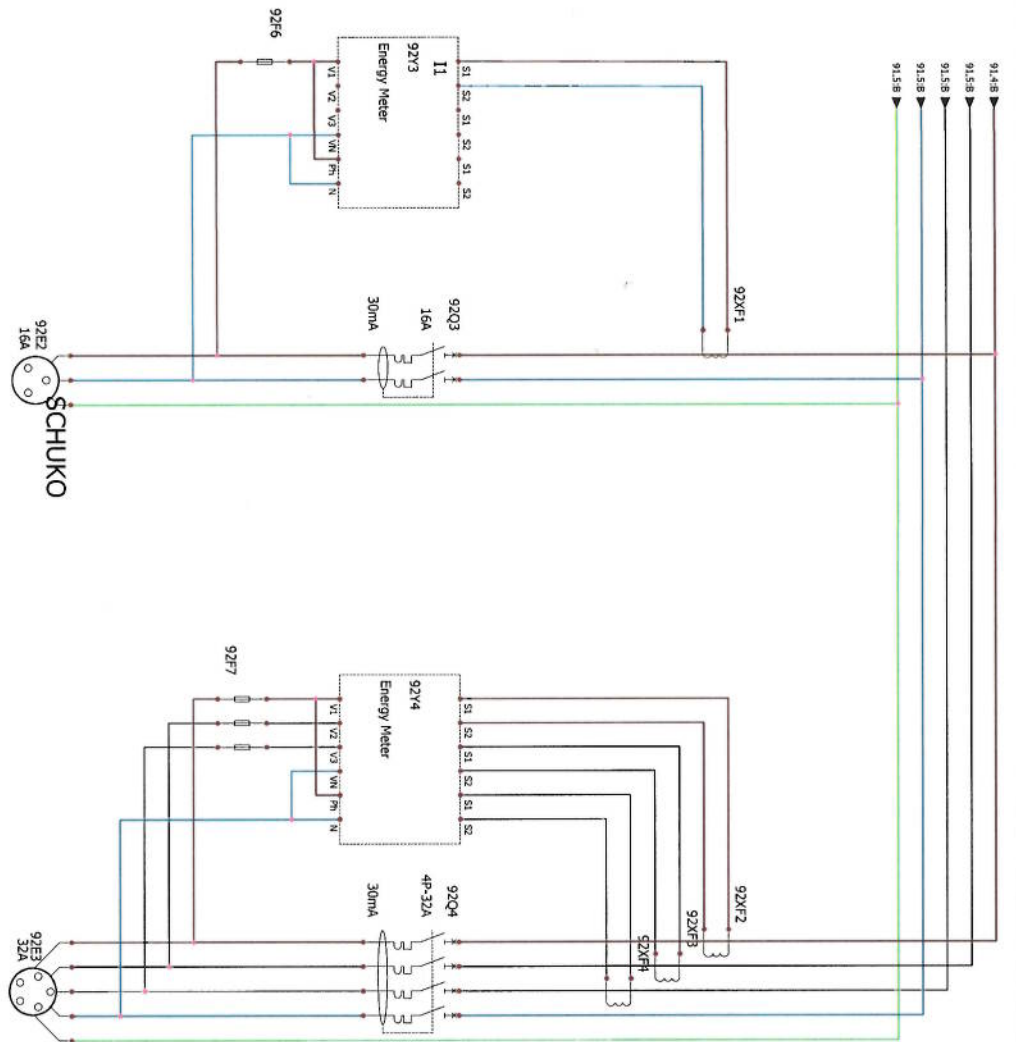 91.4:B
91.5:B
91.5:B
91.5:B
91.5:B
92XF1
92XF2
92XF3
92XF4
S1 S2 S1 S2 S1 S2
I1
92Y3
Energy Meter
V1 V2 V3 VN Ph N
92Q3
16A
30mA
92F6
92E2
16A
SCHUKO
S1 S2 S1 S2 S1 S2
92Y4
Energy Meter
V1 V2 V3 VN Ph N
92Q4
4P-32A
30mA
92F7
92E3
32A